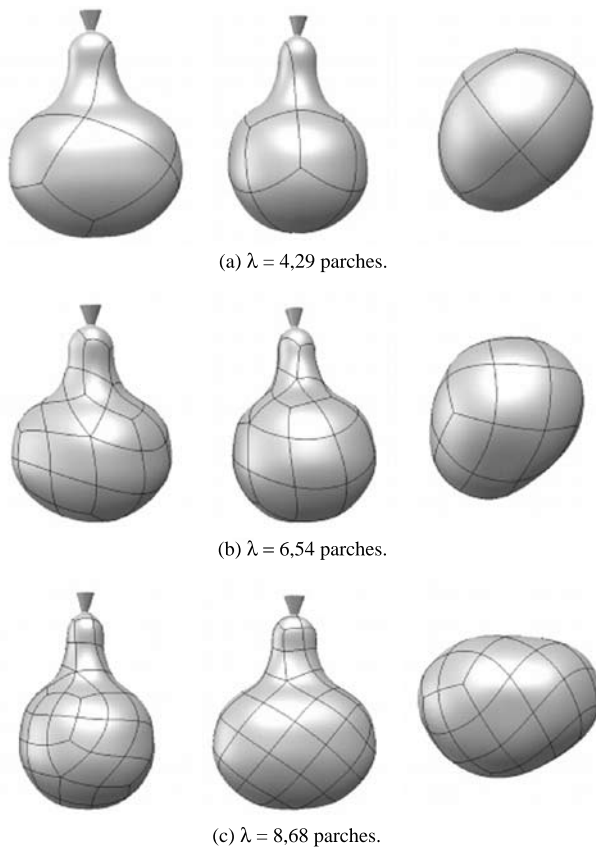 (a) λ = 4,29 parches.
(b) λ = 6,54 parches.
(c) λ = 8,68 parches.